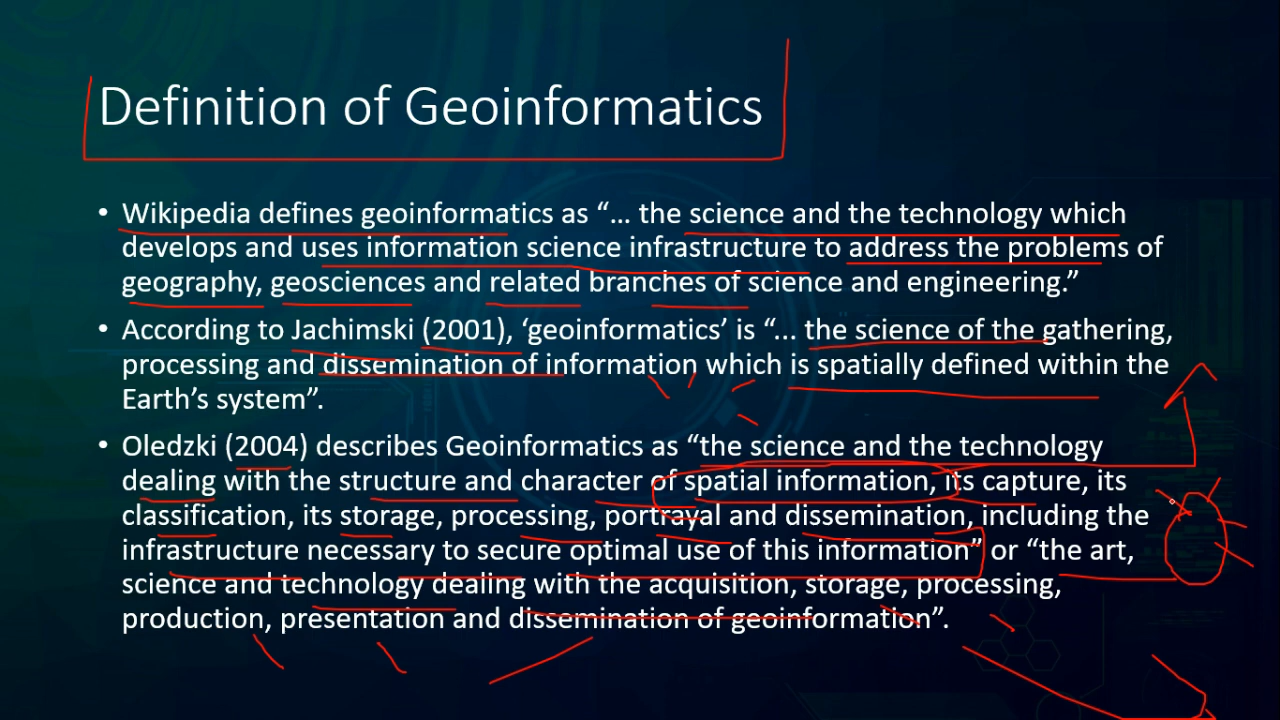 Definition of Geoinformatics
• Wikipedia defines geoinformatics as “… the science and the technology which
develops and uses information science infrastructure to address the problems of
geography, geosciences and related branches of science and engineering.”
• According to Jachimski (2001), ‘geoinformatics’ is “... the science of the gathering,
processing and dissemination of information which is spatially defined within the
Earth’s system”.
• Oledzki (2004) describes Geoinformatics as “the science and the technology
dealing with the structure and character of spatial information, its capture, its
classification, its storage, processing, portrayal and dissemination, including the
infrastructure necessary to secure optimal use of this information” or “the art,
science and technology dealing with the acquisition, storage, processing,
production, presentation and dissemination of geoinformation”.